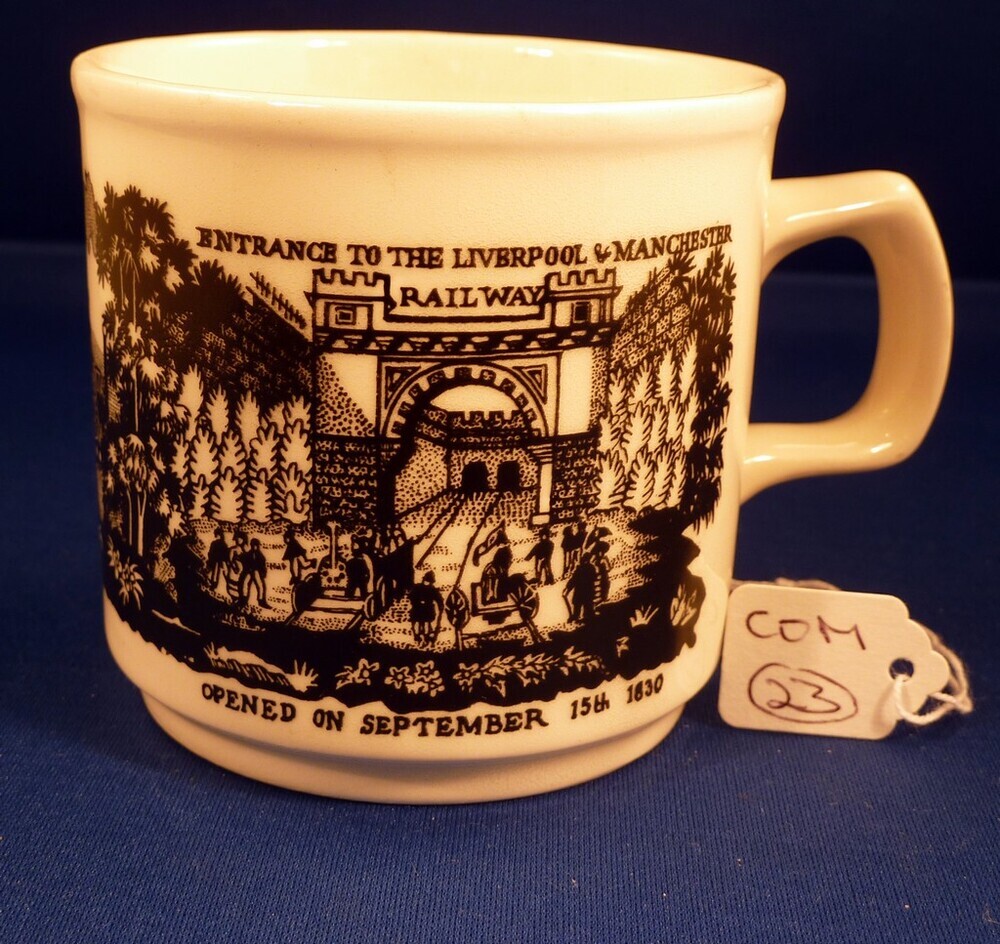 ENTRANCE TO THE LIVERPOOL & MANCHESTER
RAILWAY
OPENED ON SEPTEMBER 15th 1830
COM
23